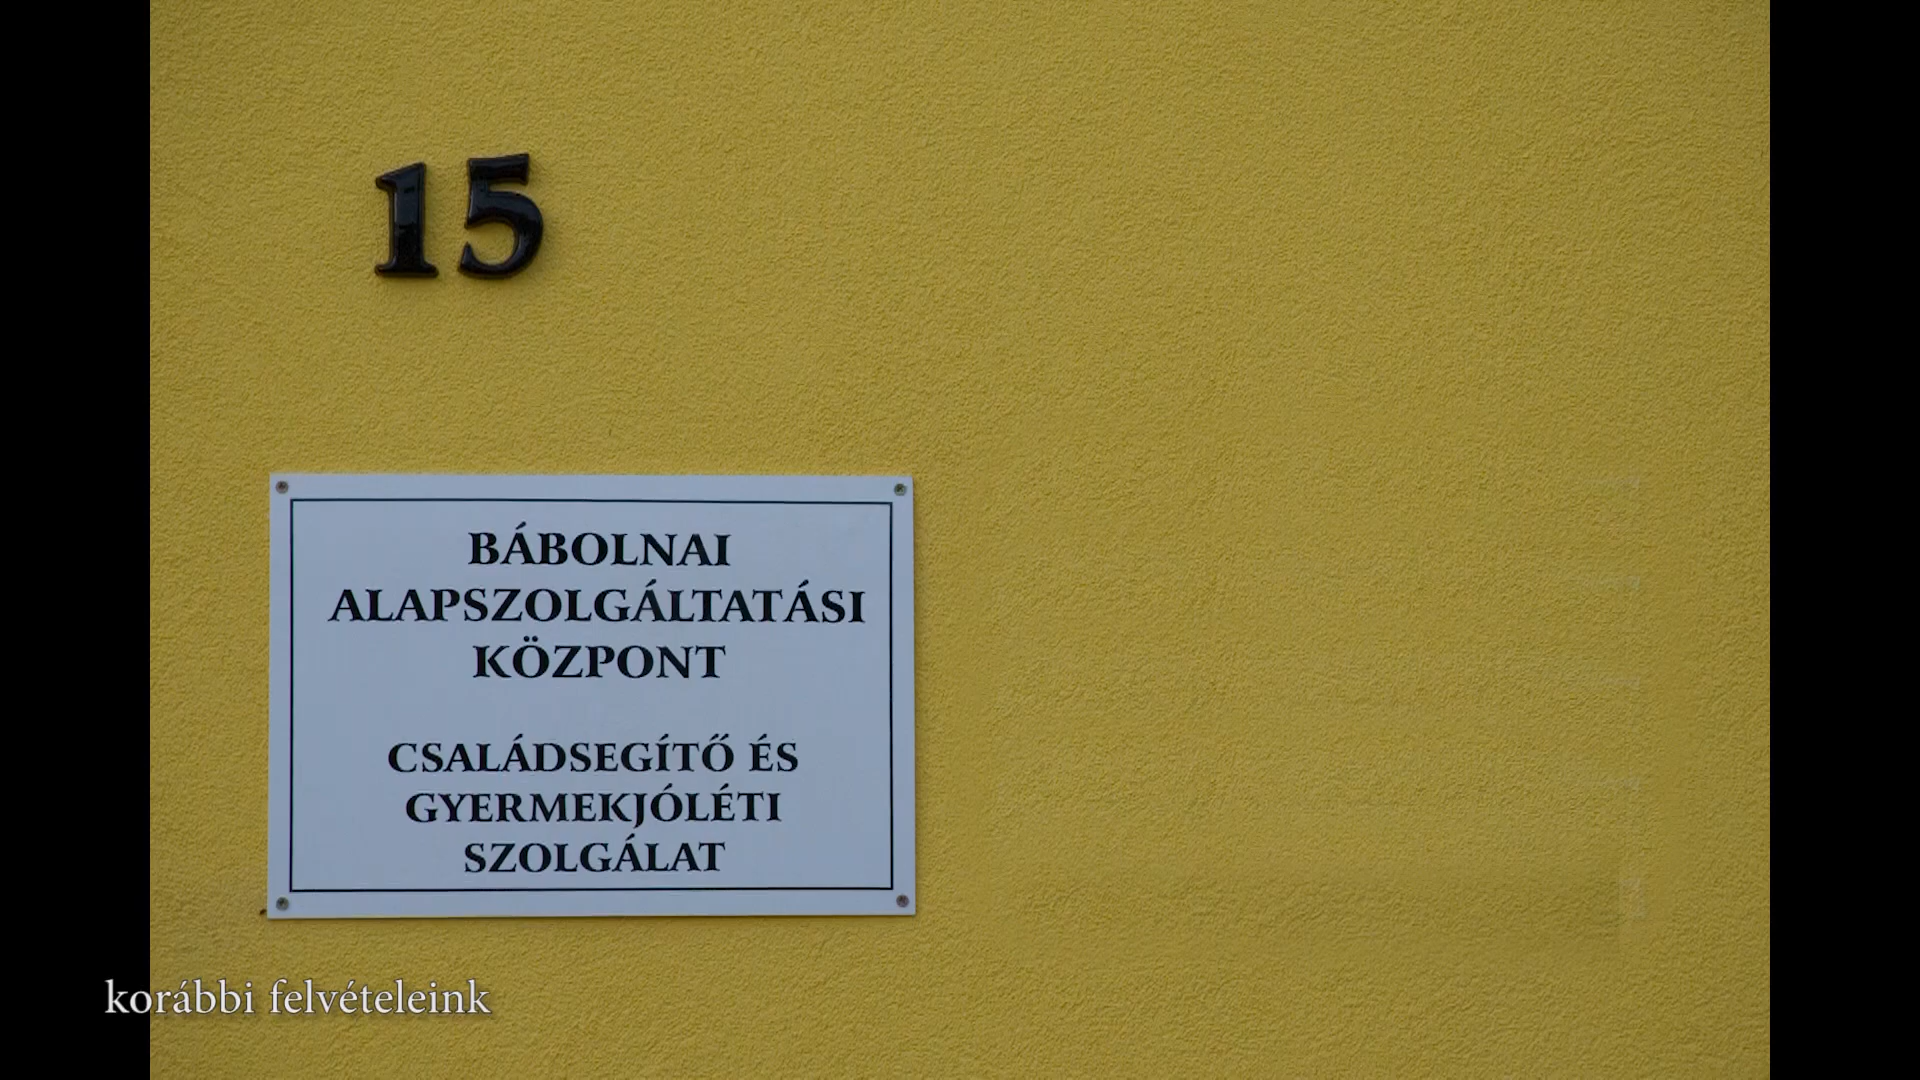 15
BÁBOLNAI
ALAPSZOLGÁLTATÁSI
KÖZPONT
CSALÁDSEGÍTŐ ÉS
GYERMEKJÓLÉTI
SZOLGÁLAT
korábbi felvételeink